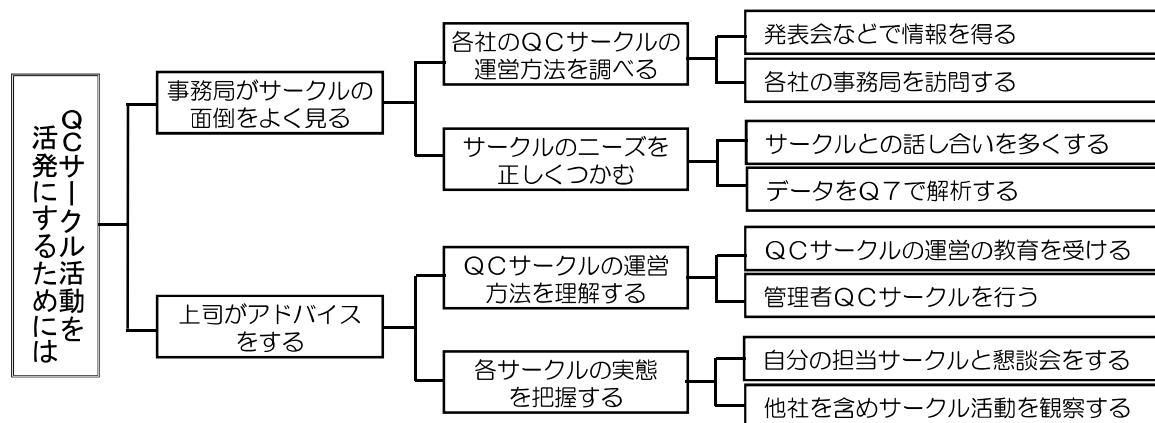 QCサークル活動を
活発にするためには
事務局がサークルの
面倒をよく見る
各社のQCサークルの
運営方法を調べる
発表会などで情報を得る
各社の事務局を訪問する
サークルのニーズを
正しくつかむ
サークルとの話し合いを多くする
データをQ7で解析する
上司がアドバイス
をする
QCサークルの運営
方法を理解する
QCサークルの運営の教育を受ける
管理者QCサークルを行う
各サークルの実態
を把握する
自分の担当サークルと懇談会をする
他社を含めサークル活動を観察する